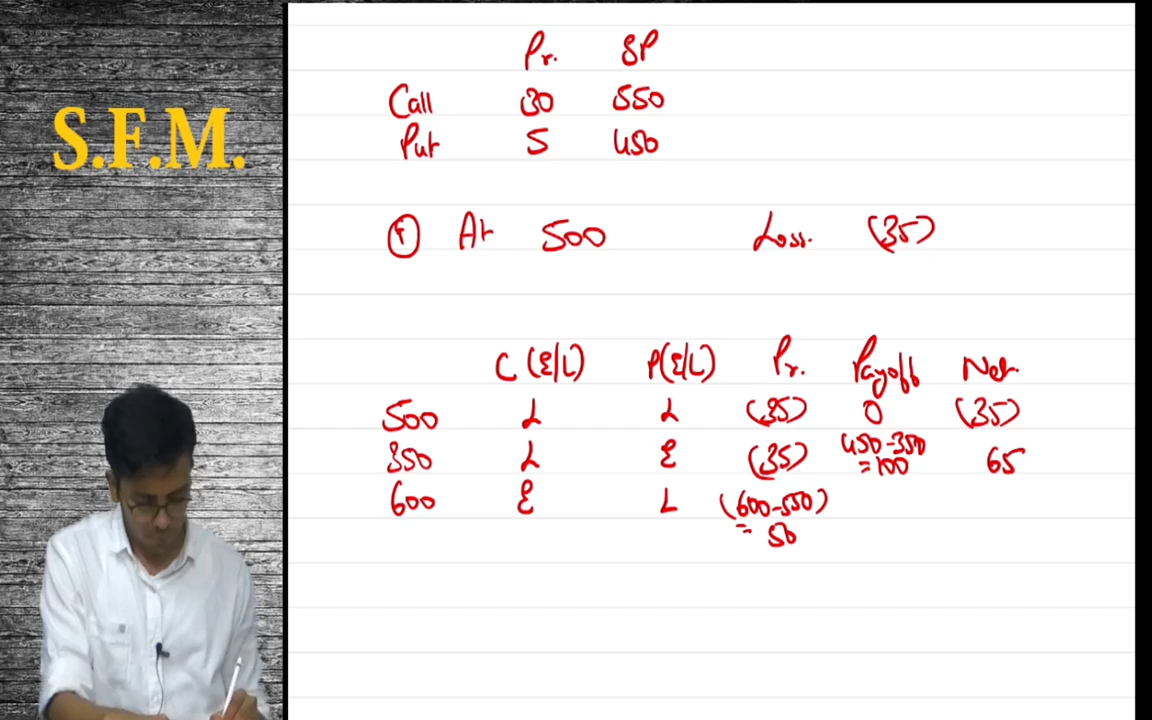 S.F.M.
Pr. SP
Call 30 550
Put 5 450
① At 500 Loss. (35)
C (E/L) P(E/L) Pr. Payoff Net.
500 L L (35) 0 (35)
350 L E (35) 450-350 65
=100
600 E L (600-550)
= 50